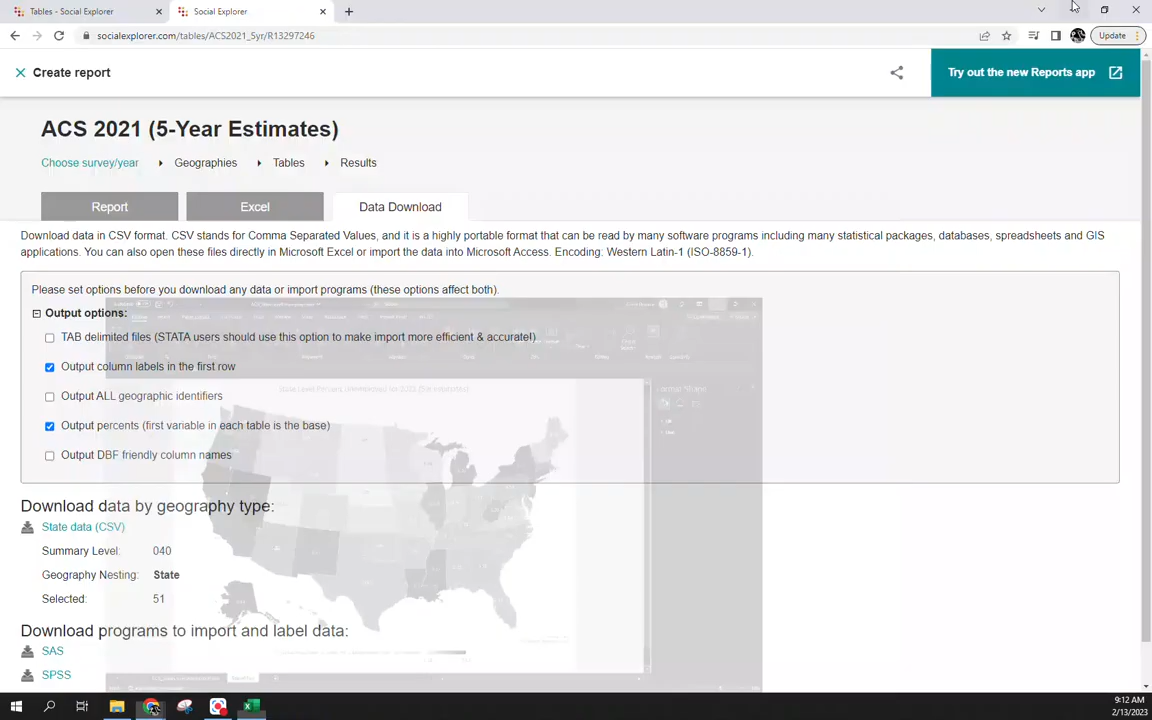 Tables - Social Explorer
Social Explorer
socialexplorer.com/tables/ACS2021_5yr/R13297246
Update
Create report
Try out the new Reports app
ACS 2021 (5-Year Estimates)
Choose survey/year
Geographies
Tables
Results
Report
Excel
Data Download
Download data in CSV format. CSV stands for Comma Separated Values, and it is a highly portable format that can be read by many software programs including many statistical packages, databases, spreadsheets and GIS
applications. You can also open these files directly in Microsoft Excel or import the data into Microsoft Access. Encoding: Western Latin-1 (ISO-8859-1).
Please set options before you download any data or import programs (these options affect both).
Output options:
TAB delimited files (STATA users should use this option to make import more efficient & accurate!)
Output column labels in the first row
Output ALL geographic identifiers
Output percents (first variable in each table is the base)
Output DBF friendly column names
Format Shape
Download data by geography type:
State data (CSV)
Summary Level: 040
Geography Nesting: State
Selected: 51
Download programs to import and label data:
SAS
SPSS
9:12 AM
2/13/2023